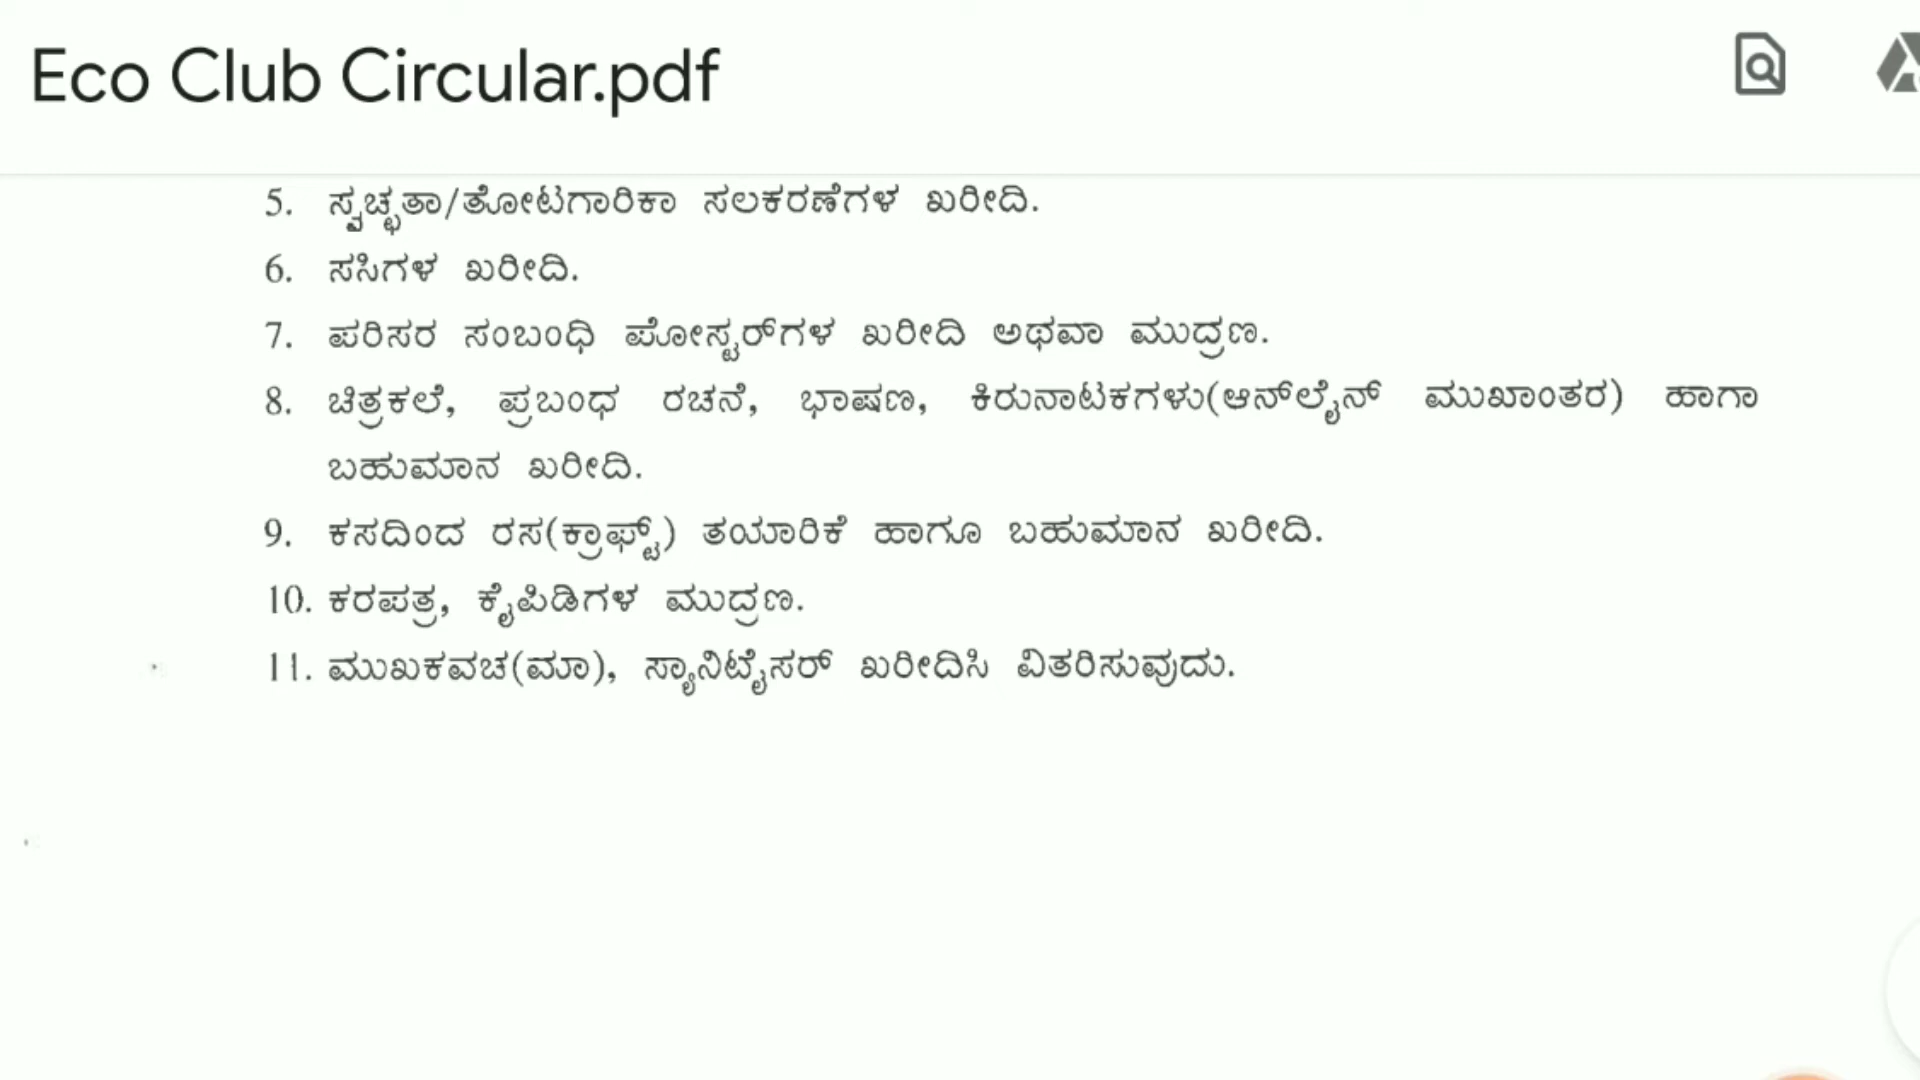 Eco Club Circular.pdf
5. ಸ್ವಚ್ಛತಾ/ತೋಟಗಾರಿಕಾ ಸಲಕರಣೆಗಳ ಖರೀದಿ.
6. ಸಸಿಗಳ ಖರೀದಿ.
7. ಪರಿಸರ ಸಂಬಂಧಿ ಪೋಸ್ಟರ್‌ಗಳ ಖರೀದಿ ಅಥವಾ ಮುದ್ರಣ.
8. ಚಿತ್ರಕಲೆ, ಪ್ರಬಂಧ ರಚನೆ, ಭಾಷಣ, ಕಿರುನಾಟಕಗಳು(ಆನ್‌ಲೈನ್ ಮುಖಾಂತರ) ಹಾಗಾ
ಬಹುಮಾನ ಖರೀದಿ.
9. ಕಸದಿಂದ ರಸ(ಕ್ರಾಫ್ಟ್) ತಯಾರಿಕೆ ಹಾಗೂ ಬಹುಮಾನ ಖರೀದಿ.
10. ಕರಪತ್ರ, ಕೈಪಿಡಿಗಳ ಮುದ್ರಣ.
11. ಮುಖಕವಚ(ಮಾ), ಸ್ಯಾನಿಟೈಸರ್ ಖರೀದಿಸಿ ವಿತರಿಸುವುದು.